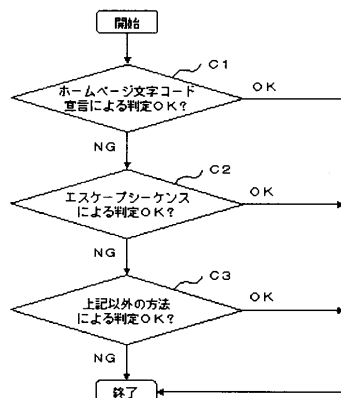 開始
C1
ホームページ文字コード
宣言による判定OK?
OK
NG
C2
エスケープシーケンス
による判定OK?
OK
NG
C3
上記以外の方法
による判定OK?
OK
NG
終了